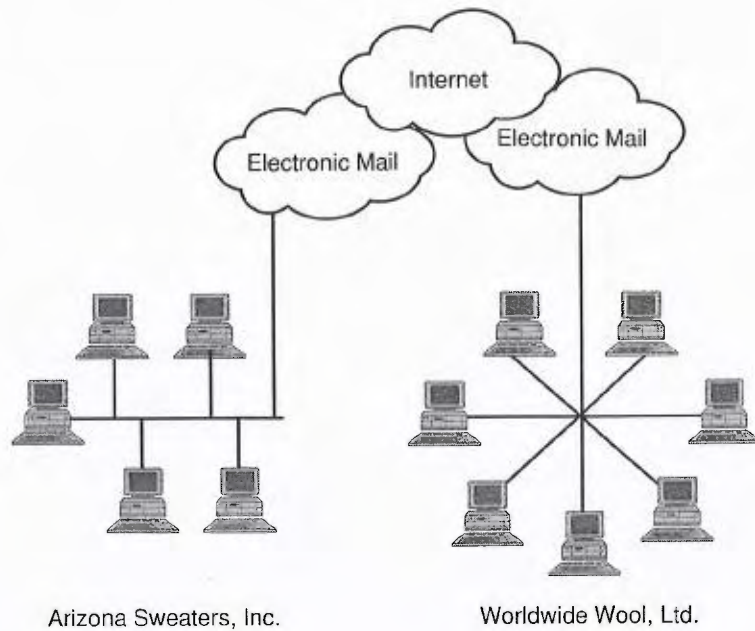 Internet
Electronic Mail
Electronic Mail
Arizona Sweaters, Inc.
Worldwide Wool, Ltd.